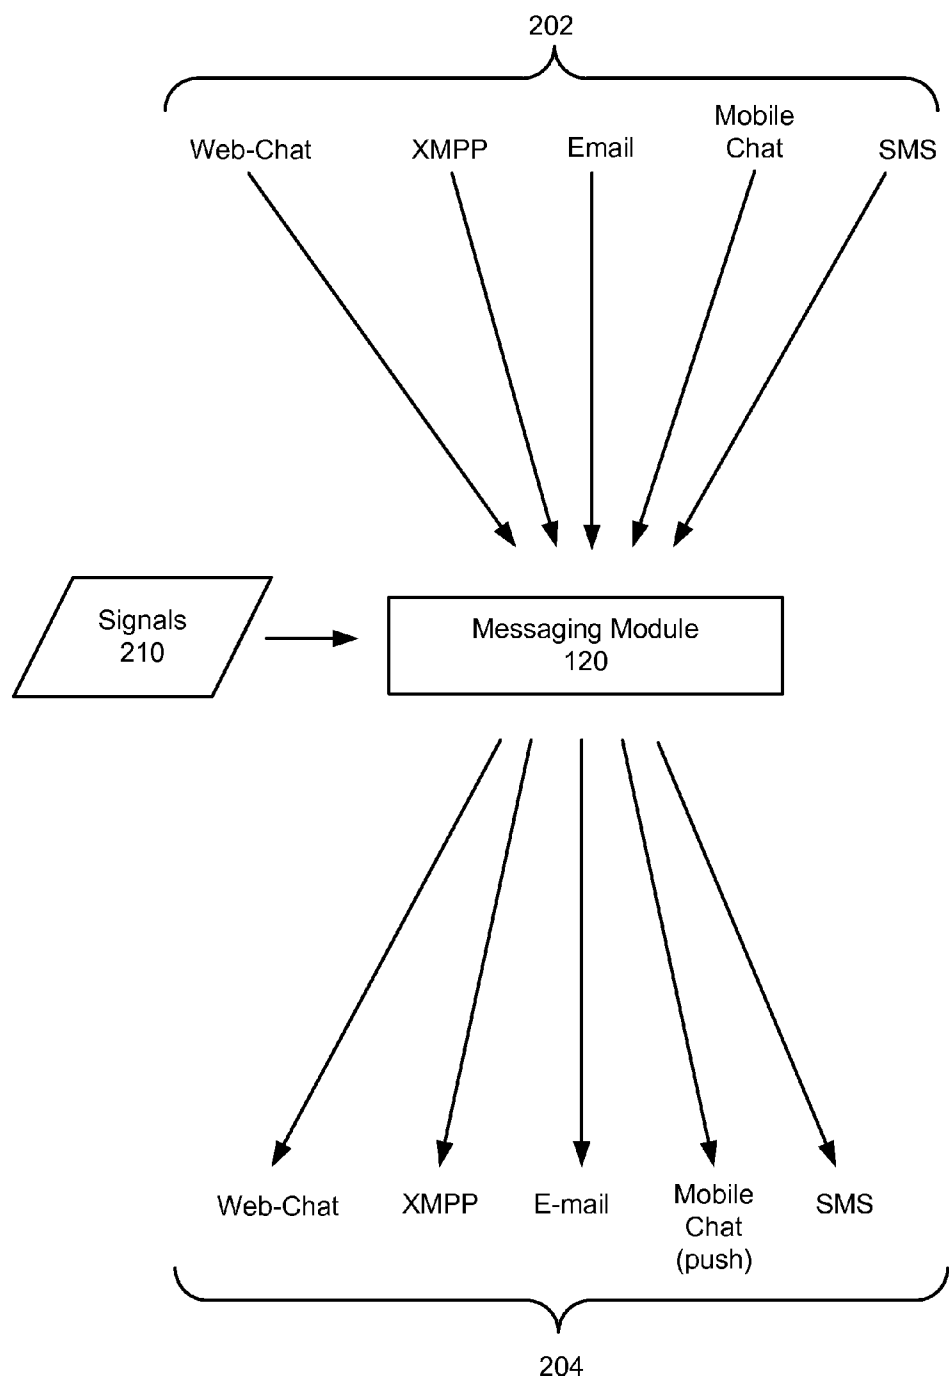 202
Web-Chat XMPP Email Mobile Chat SMS
Signals
210
Messaging Module
120
Web-Chat XMPP E-mail Mobile Chat (push) SMS
204